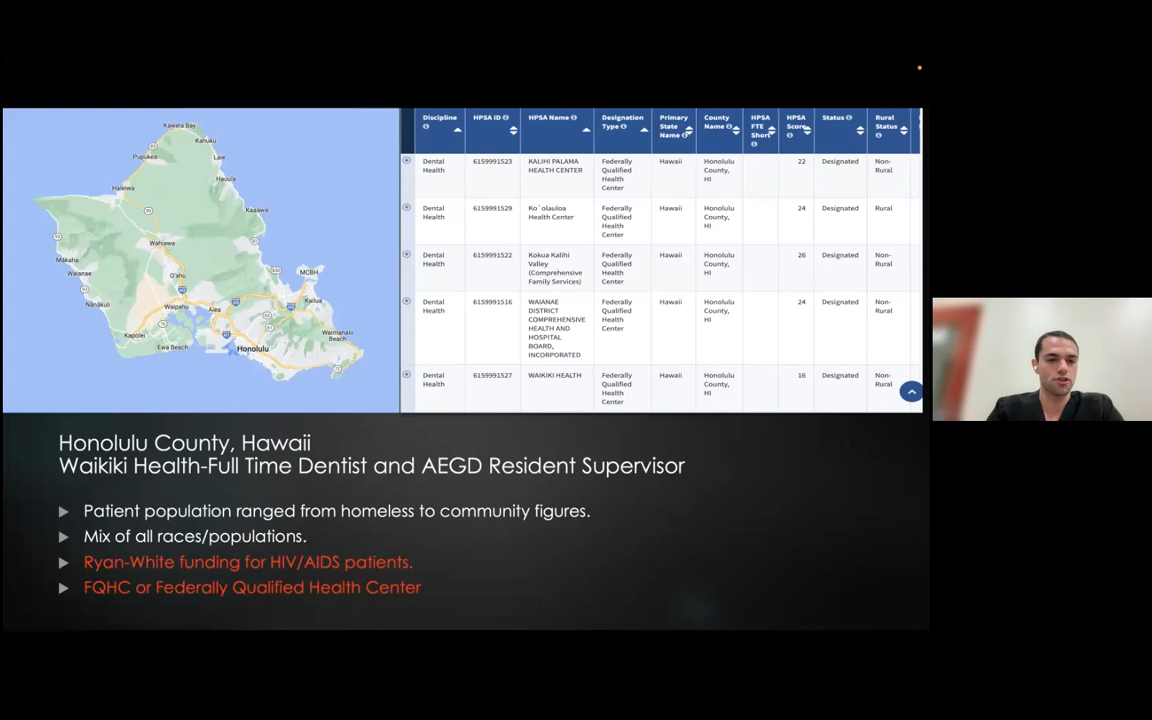 Kawela Bay
Kahuku
83
Pupukea
Laie
Haleiwa
Hauula
99
Kaaawa
93
Wahiawa
83
Mākaha
Waianae
O'ahu
MCBH
93
Nānākuli
Waipahu
Aiea
Kailua
Kapolei
Waimanalo
Beach
Ewa Beach
Honolulu
Discipline
HPSA ID
HPSA Name
Designation
Type
Primary
State
Name
County
Name
HPSA
FTE
Short
HPSA
Score
Status
Rural
Status
Dental
Health
6159991523
KALIHI PALAMA
HEALTH CENTER
Federally
Qualified
Health
Center
Hawaii
Honolulu
County,
HI
22
Designated
Non-
Rural
Dental
Health
6159991529
Ko`olauloa
Health Center
Federally
Qualified
Health
Center
Hawaii
Honolulu
County,
HI
24
Designated
Rural
Dental
Health
6159991522
Kokua Kalihi
Valley
(Comprehensive
Family Services)
Federally
Qualified
Health
Center
Hawaii
Honolulu
County,
HI
26
Designated
Non-
Rural
Dental
Health
6159991516
WAIANAE
DISTRICT
COMPREHENSIVE
HEALTH AND
HOSPITAL
BOARD,
INCORPORATED
Federally
Qualified
Health
Center
Hawaii
Honolulu
County,
HI
24
Designated
Non-
Rural
Dental
Health
6159991527
WAIKIKI HEALTH
Federally
Qualified
Health
Center
Hawaii
Honolulu
County,
HI
16
Designated
Non-
Rural
Honolulu County, Hawaii
Waikiki Health-Full Time Dentist and AEGD Resident Supervisor
Patient population ranged from homeless to community figures.
Mix of all races/populations.
Ryan-White funding for HIV/AIDS patients.
FQHC or Federally Qualified Health Center